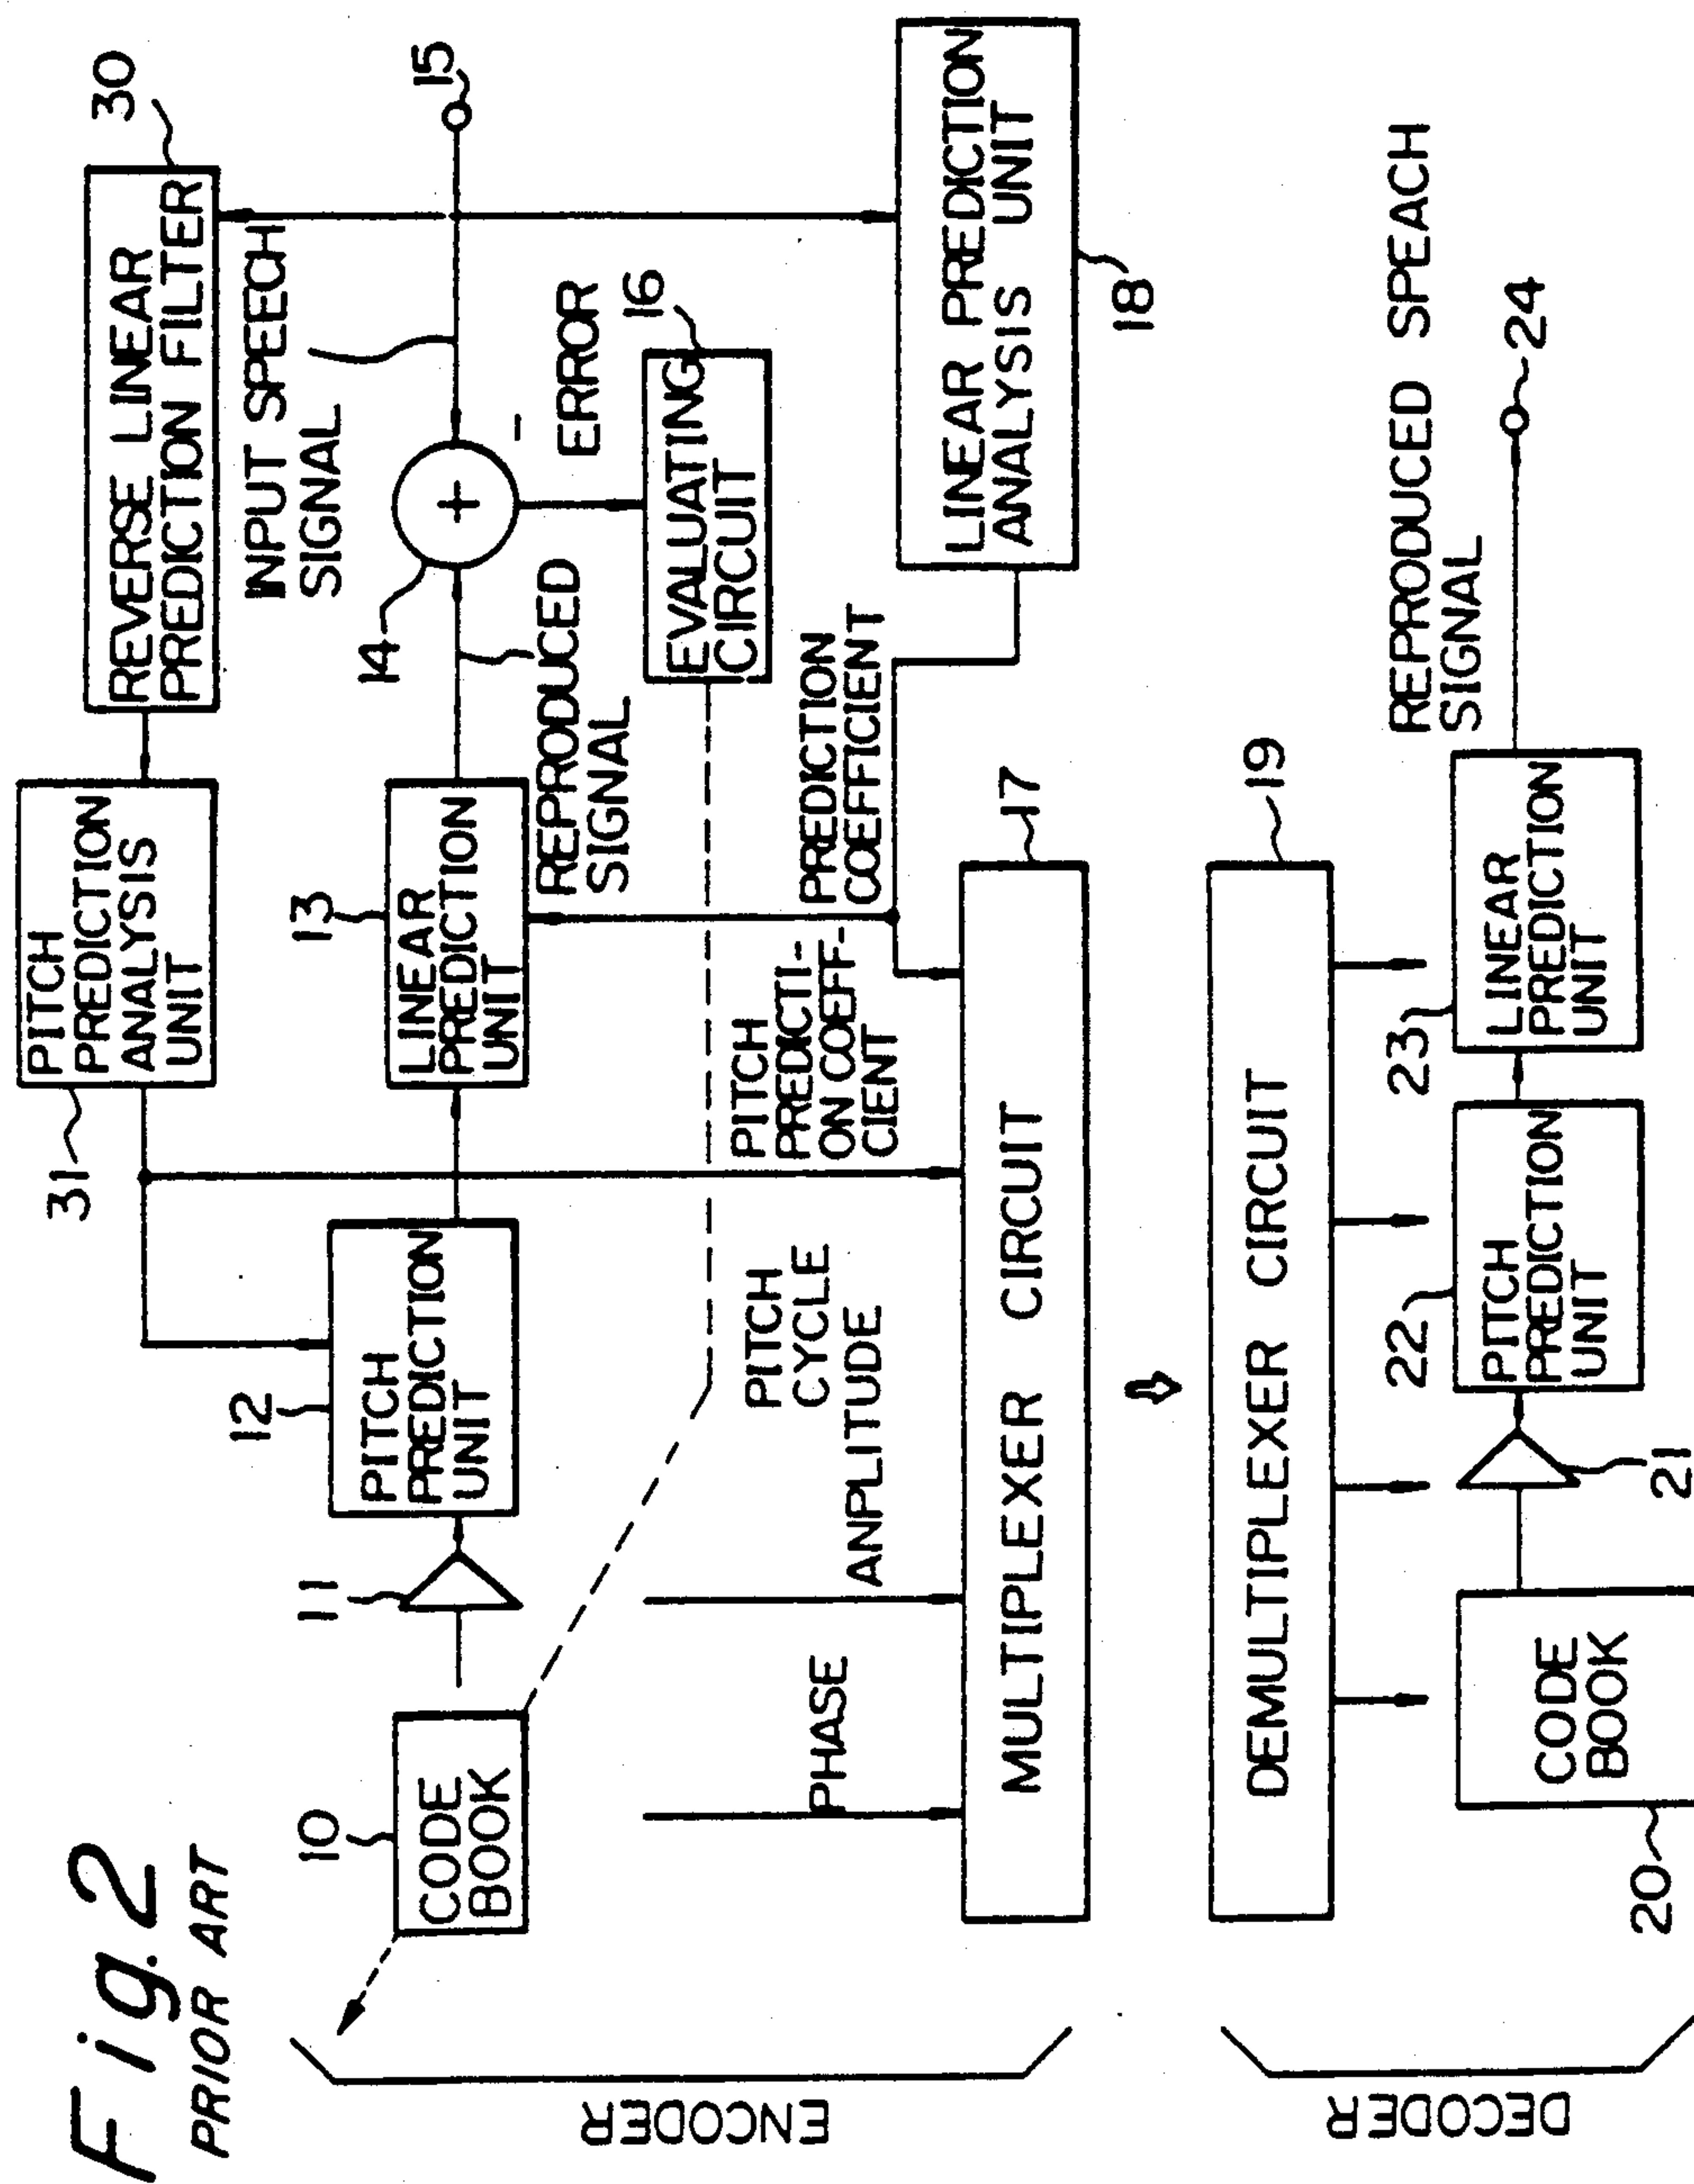 Fig. 2
PRIOR ART
ENCODER
31
PITCH
PREDICTION
ANALYSIS
UNIT
30
REVERSE LINEAR
PREDICTION FILTER
INPUT SPEECH
SIGNAL
10
CODE
BOOK
11
12
PITCH
PREDICTION
UNIT
13
LINEAR
PREDICTION
UNIT
14
+
15
REPRODUCED
SIGNAL
-
ERROR
16
EVALUATING
CIRCUIT
PHASE
ANPLITUDE
PITCH
CYCLE
PITCH
PREDICTI-
ON COEFF-
CIENT
PREDICTION
COEFFICIENT
LINEAR PREDICTION
ANALYSIS UNIT
18
MULTIPLEXER CIRCUIT
17
DECODER
DEMULTIPLEXER CIRCUIT
19
20
CODE
BOOK
21
22
PITCH
PREDICTION
UNIT
23
LINEAR
PREDICTION
UNIT
REPRODUCED SPEACH
SIGNAL
24